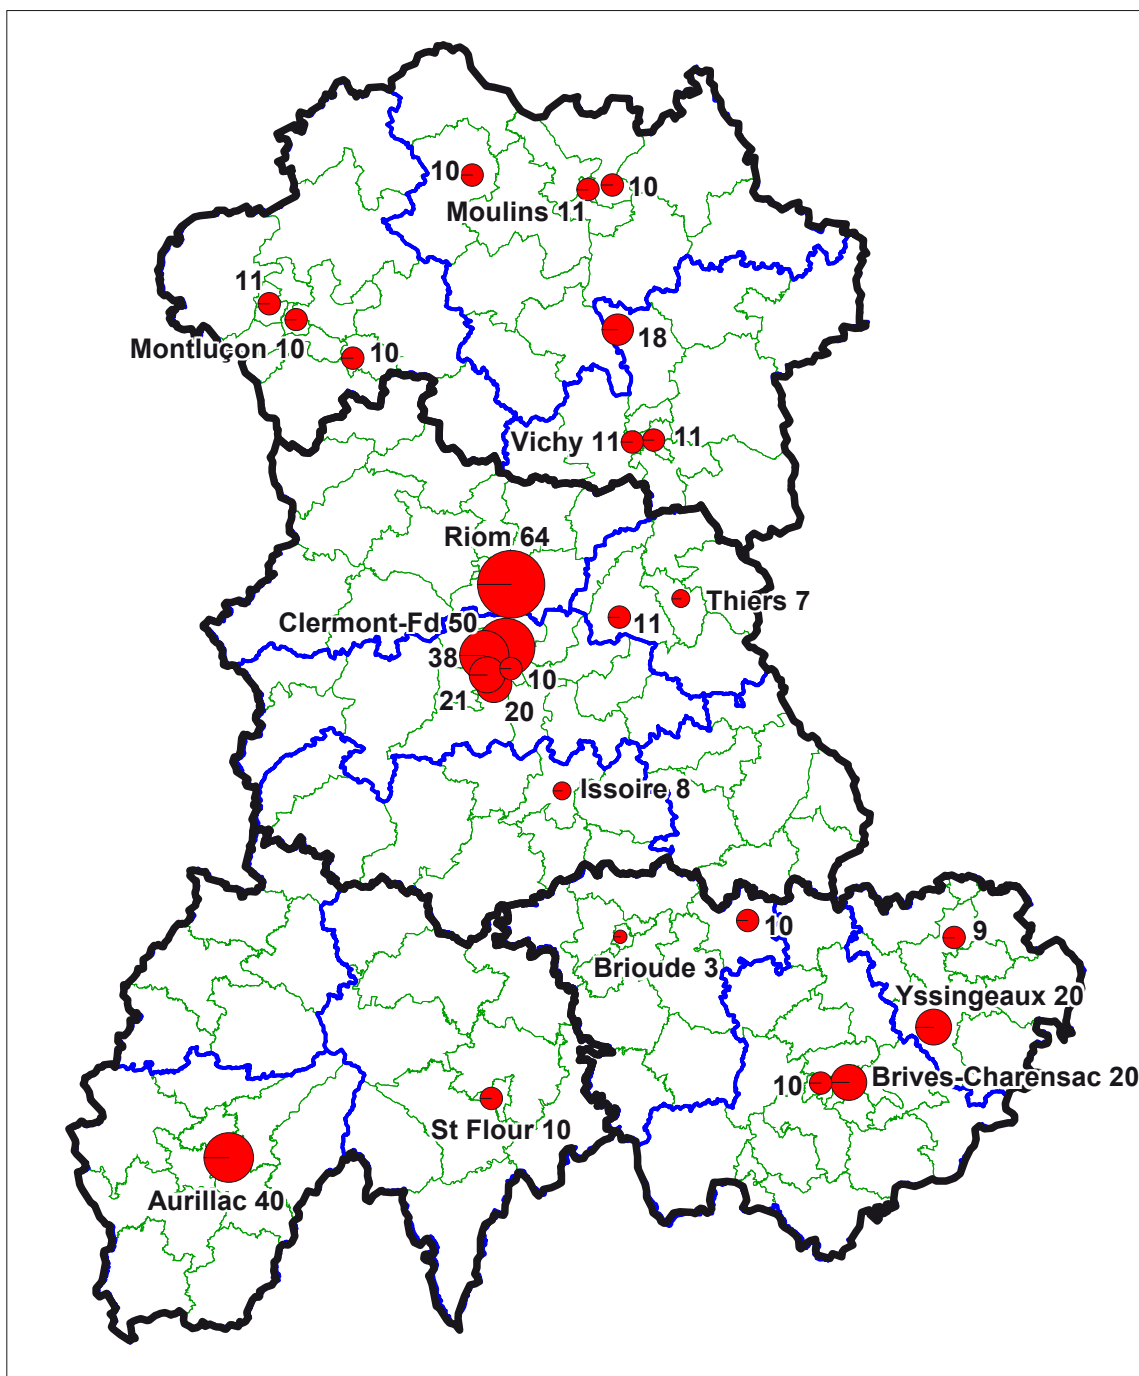 10
10
Moulins 11
11
Montluçon 10
10
18
Vichy 11
11
Riom 64
Thiers 7
11
Clermont-Fd 50
38
10
21
20
Issoire 8
10
9
Brioude 3
Yssingeaux 20
10
Brives-Charensac 20
St Flour 10
Aurillac 40